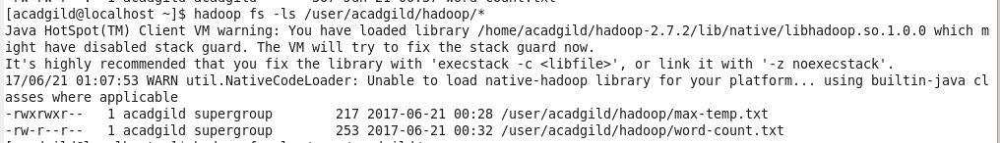 [acadgild@localhost ~]$ hadoop fs -ls /user/acadgild/hadoop/*
Java HotSpot(TM) Client VM warning: You have loaded library /home/acadgild/hadoop-2.7.2/lib/native/libhadoop.so.1.0.0 which m
ight have disabled stack guard. The VM will try to fix the stack guard now.
It's highly recommended that you fix the library with 'execstack -c <libfile>', or link it with '-z noexecstack'.
17/06/21 01:07:53 WARN util.NativeCodeLoader: Unable to load native-hadoop library for your platform... using builtin-java cl
asses where applicable
-rwxrwxr--   1 acadgild supergroup        217 2017-06-21 00:28 /user/acadgild/hadoop/max-temp.txt
-rw-r--r--   1 acadgild supergroup        253 2017-06-21 00:32 /user/acadgild/hadoop/word-count.txt